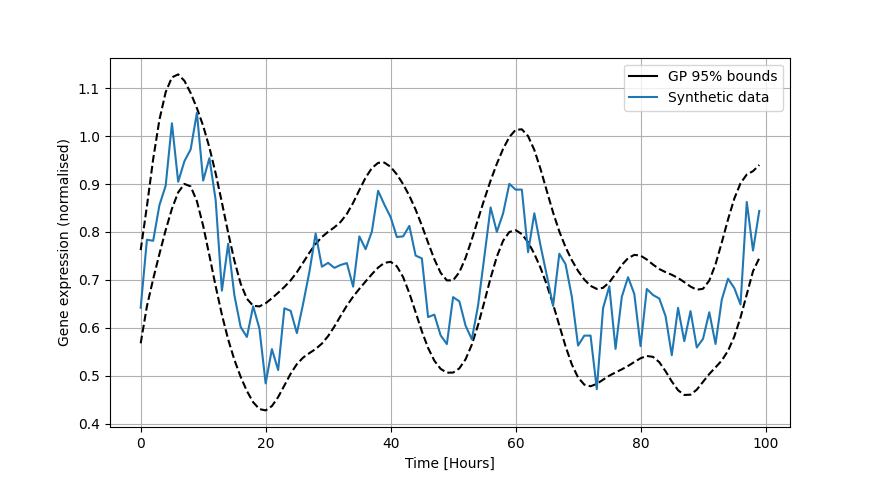 GP 95% bounds
Synthetic data
Gene expression (normalised)
1.1
1.0
0.9
0.8
0.7
0.6
0.5
0.4
0 20 40 60 80 100
Time [Hours]